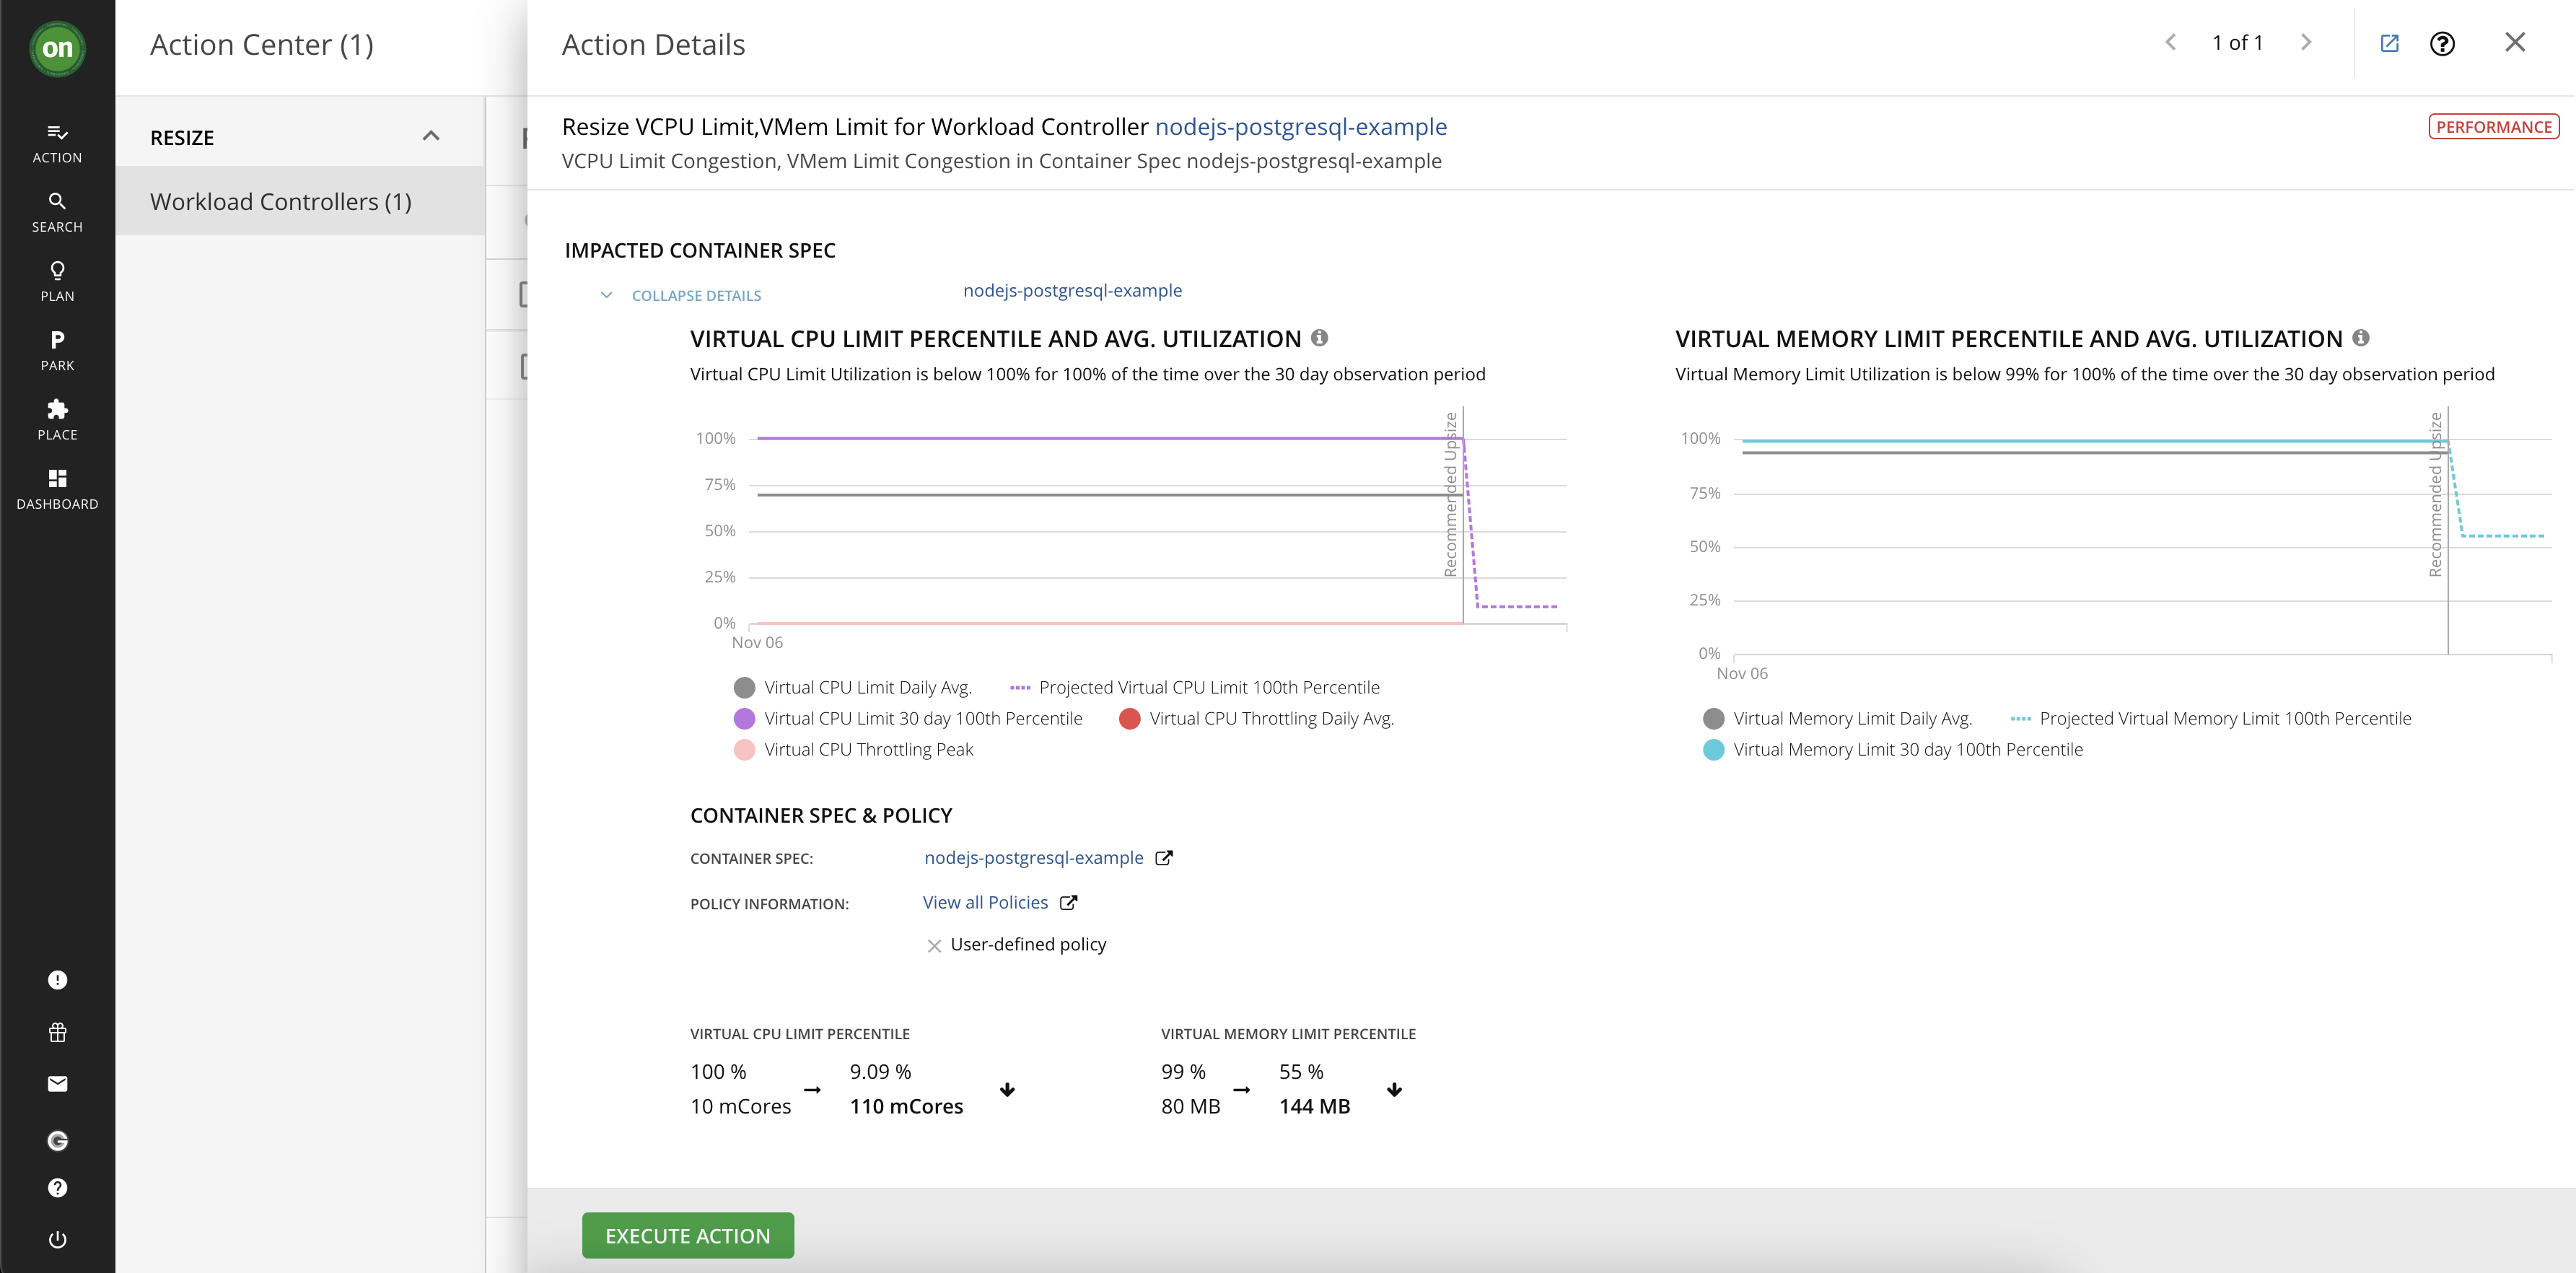 on
ACTION
SEARCH
PLAN
P
PARK
PLACE
DASHBOARD
Action Center (1)
RESIZE
Workload Controllers (1)
Action Details
1 of 1
Resize VCPU Limit,VMem Limit for Workload Controller nodejs-postgresql-example
PERFORMANCE
VCPU Limit Congestion, VMem Limit Congestion in Container Spec nodejs-postgresql-example
IMPACTED CONTAINER SPEC
COLLAPSE DETAILS
nodejs-postgresql-example
VIRTUAL CPU LIMIT PERCENTILE AND AVG. UTILIZATION
Virtual CPU Limit Utilization is below 100% for 100% of the time over the 30 day observation period
100%
75%
50%
25%
0%
Nov 06
Recommended Upsize
Virtual CPU Limit Daily Avg.
Projected Virtual CPU Limit 100th Percentile
Virtual CPU Limit 30 day 100th Percentile
Virtual CPU Throttling Daily Avg.
Virtual CPU Throttling Peak
VIRTUAL MEMORY LIMIT PERCENTILE AND AVG. UTILIZATION
Virtual Memory Limit Utilization is below 99% for 100% of the time over the 30 day observation period
100%
75%
50%
25%
0%
Nov 06
Recommended Upsize
Virtual Memory Limit Daily Avg.
Projected Virtual Memory Limit 100th Percentile
Virtual Memory Limit 30 day 100th Percentile
CONTAINER SPEC & POLICY
CONTAINER SPEC:
nodejs-postgresql-example
POLICY INFORMATION:
View all Policies
User-defined policy
VIRTUAL CPU LIMIT PERCENTILE
100 %
9.09 %
10 mCores
110 mCores
VIRTUAL MEMORY LIMIT PERCENTILE
99 %
55 %
80 MB
144 MB
EXECUTE ACTION